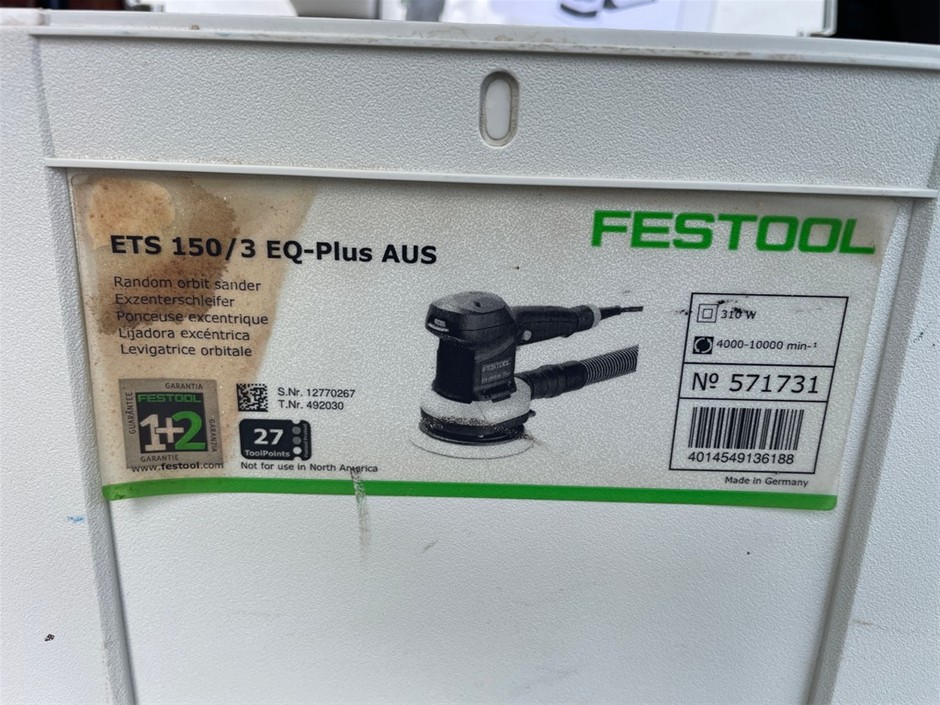 FESTOOL
ETS 150/3 EQ-Plus AUS
Random orbit sander
Exzenterschleifer
Ponceuse excentrique
Lijadora excéntrica
Levigatrice orbitale
310 W
4000-10000 min-¹
Nº 571731
4014549136188
Made in Germany
GARANTIA
GUARANTEE
FESTOOL
1+2
GARANZIA
GARANTIE
www.festool.com
S.Nr. 12770267
T.Nr. 492030
27
ToolPoints
Not for use in North America
FESTOOL